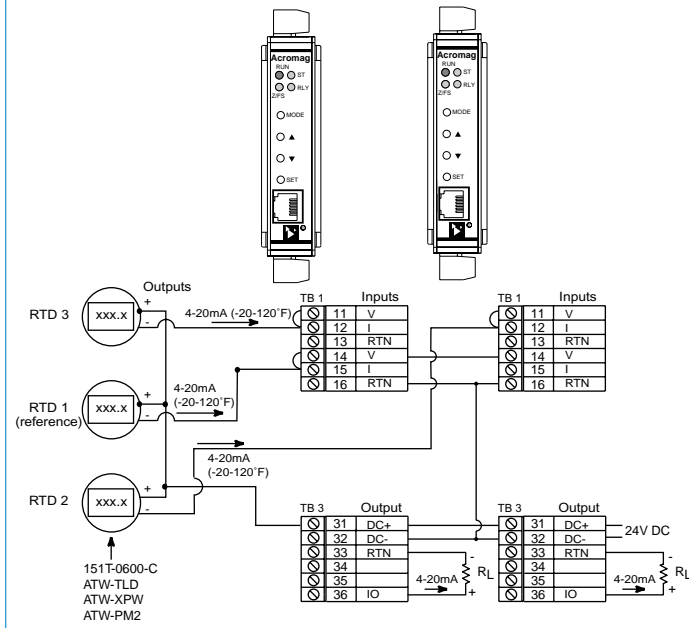 Acromag
RUN
ST
RLY
Z/FS
MODE
▲
▼
SET
Acromag
RUN
ST
RLY
Z/FS
MODE
▲
▼
SET
Outputs
RTD 3
xxx.x
+
-
4-20mA (-20-120˚F)
RTD 1
(reference)
xxx.x
+
-
4-20mA
(-20-120˚F)
RTD 2
xxx.x
+
-
4-20mA
(-20-120˚F)
151T-0600-C
ATW-TLD
ATW-XPW
ATW-PM2
TB 1 Inputs
11 V
12 I
13 RTN
14 V
15 I
16 RTN
TB 1 Inputs
11 V
12 I
13 RTN
14 V
15 I
16 RTN
TB 3 Output
31 DC+
32 DC-
33 RTN
34
35
36 IO
4-20mA
-
RL
+
TB 3 Output
31 DC+
32 DC-
33 RTN
34
35
36 IO
24V DC
4-20mA
-
RL
+